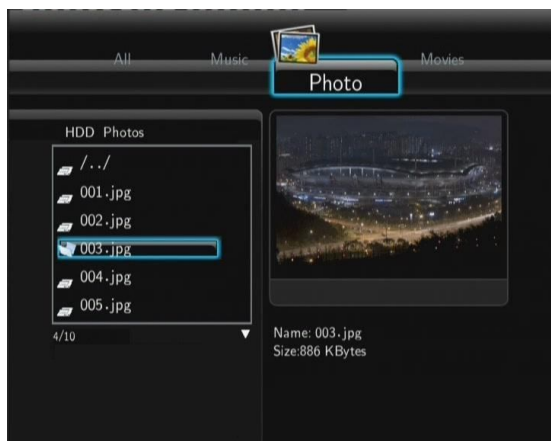 All Music Photo Movies
HDD Photos
/../
001.jpg
002.jpg
003.jpg
004.jpg
005.jpg
4/10
Name: 003.jpg
Size:886 KBytes